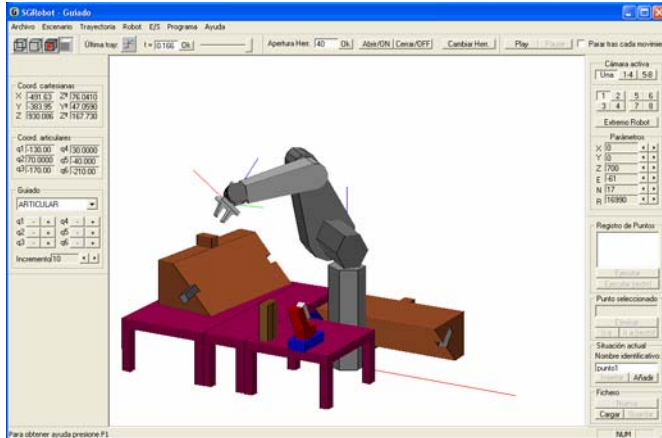 SGRobot - Guiado
Archivo Escenario Trayectoria Robot E/S Programa Ayuda
Última tray: t = 0.166 Ok Apertura Herr. 40 Ok Abrir/ON Cerrar/OFF Cambiar Herr. Play Pausar Parar tras cada movimie
Coord. cartesianas
X -491.63 Z" 76.0410
Y -383.95 Y" 47.0590
Z 930.086 Z" 167.730
Coord. articulares
q1 -130.00 q4 30.0000
q2 70.0000 q5 -40.000
q3 -170.00 q6 -210.00
Guiado
ARTICULAR
q1 - + q4 - +
q2 - + q5 - +
q3 - + q6 - +
Incremento 10
Cámara activa
Una 1-4 5-8
1 2 5 6
3 4 7 8
Extremo Robot
Parámetros
X 0
Y 0
Z 700
E -61
N 17
R 16990
Registro de Puntos
Ejecutar
Punto seleccionado
Eliminar
Situación actual
Nombre identificativo:
punto1
Insertar Añadir
Fichero
Nuevo
Cargar Guardar
Para obtener ayuda presione F1
NUM